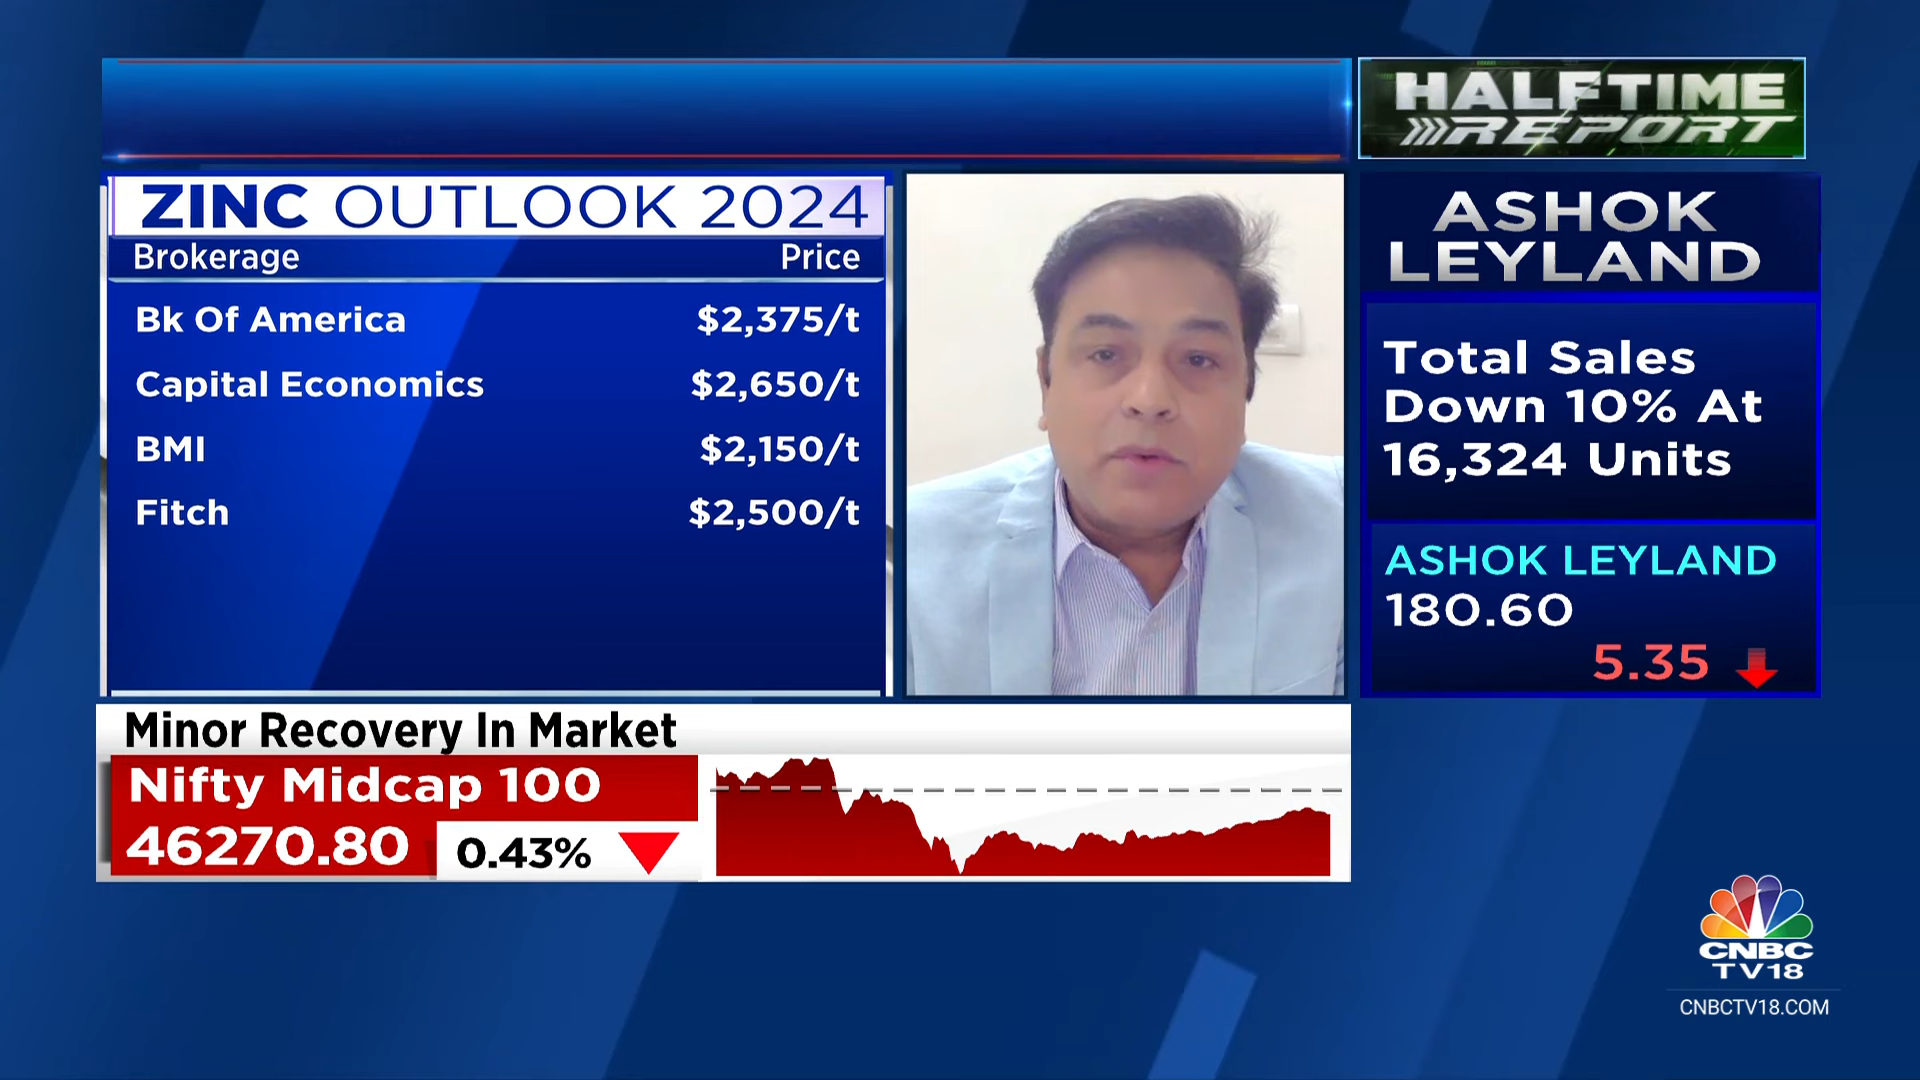 HALFTIME
REPORT
ZINC OUTLOOK 2024
Brokerage Price
Bk Of America $2,375/t
Capital Economics $2,650/t
BMI $2,150/t
Fitch $2,500/t
ASHOK
LEYLAND
Total Sales
Down 10% At
16,324 Units
ASHOK LEYLAND
180.60
5.35
Minor Recovery In Market
Nifty Midcap 100
46270.80 0.43%
CNBC
TV18
CNBCTV18.COM